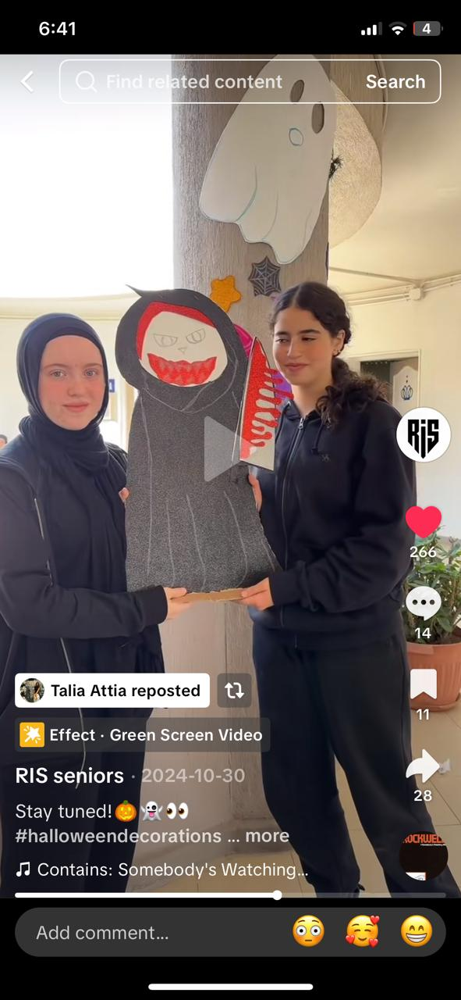 6:41
4
Find related content
Search
RIS
266
14
11
28
Talia Attia reposted
Effect · Green Screen Video
RIS seniors · 2024-10-30
Stay tuned!🎃👻👀
#halloweendecorations ... more
Contains: Somebody's Watching...
ROCKWELL
Add comment...